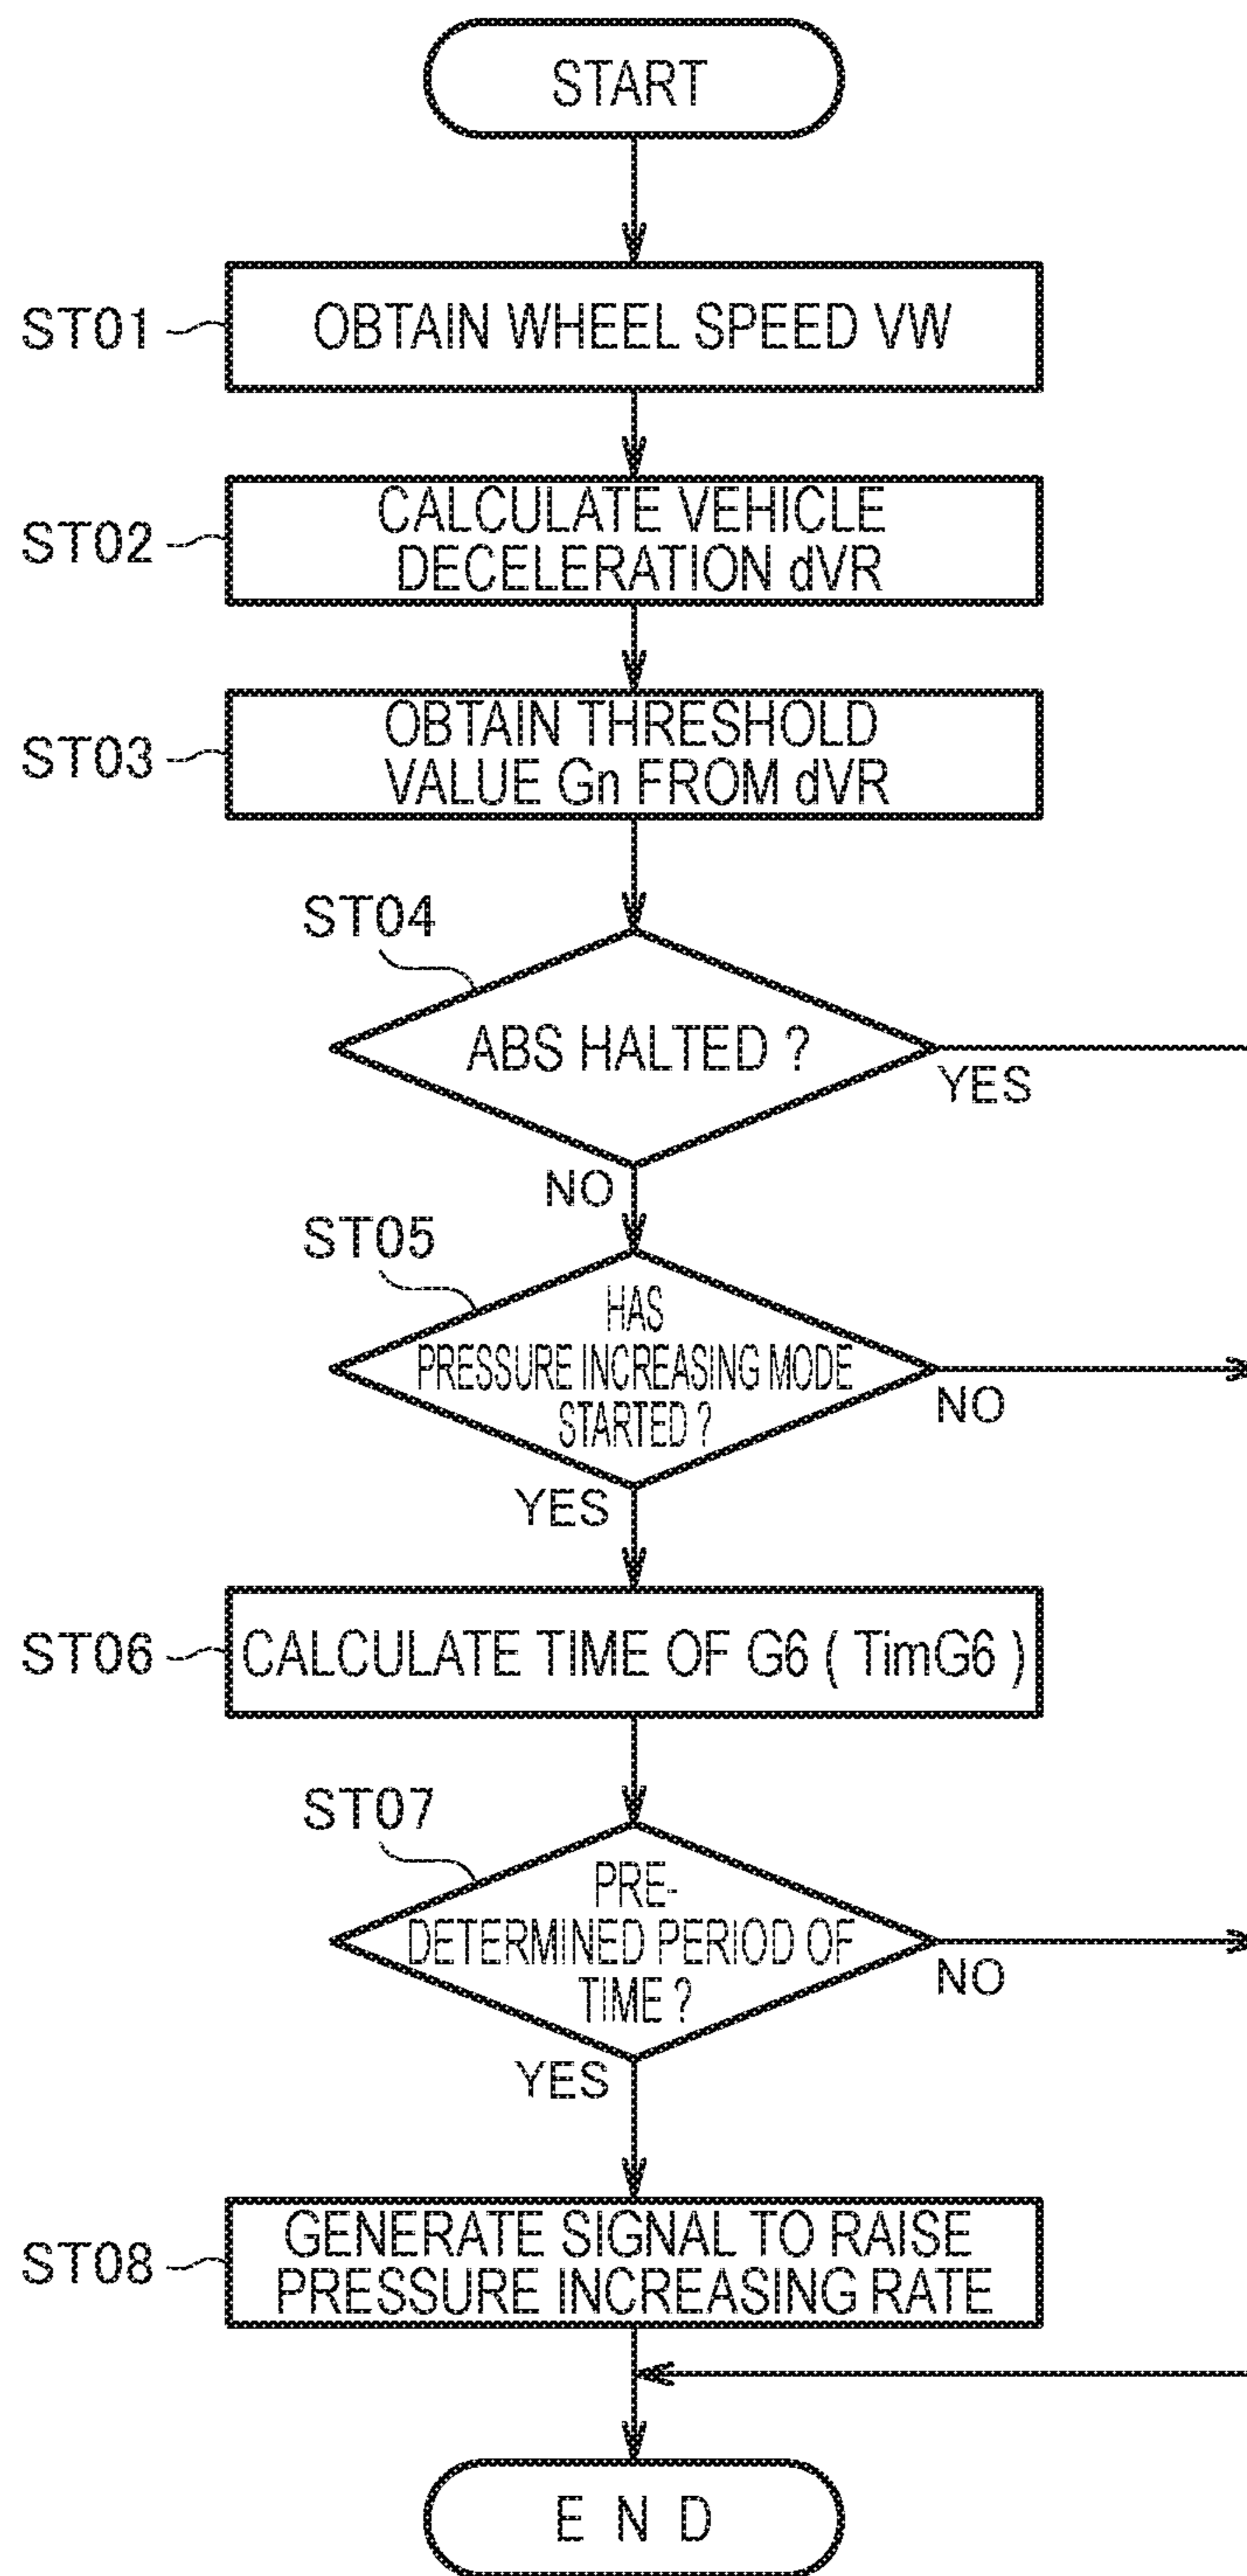 START
ST01
OBTAIN WHEEL SPEED VW
ST02
CALCULATE VEHICLE
DECELERATION dVR
ST03
OBTAIN THRESHOLD
VALUE Gn FROM dVR
ST04
ABS HALTED ?
YES
NO
ST05
HAS
PRESSURE INCREASING MODE
STARTED ?
NO
YES
ST06
CALCULATE TIME OF G6 ( TimG6 )
ST07
PRE-
DETERMINED PERIOD OF
TIME ?
NO
YES
ST08
GENERATE SIGNAL TO RAISE
PRESSURE INCREASING RATE
E N D